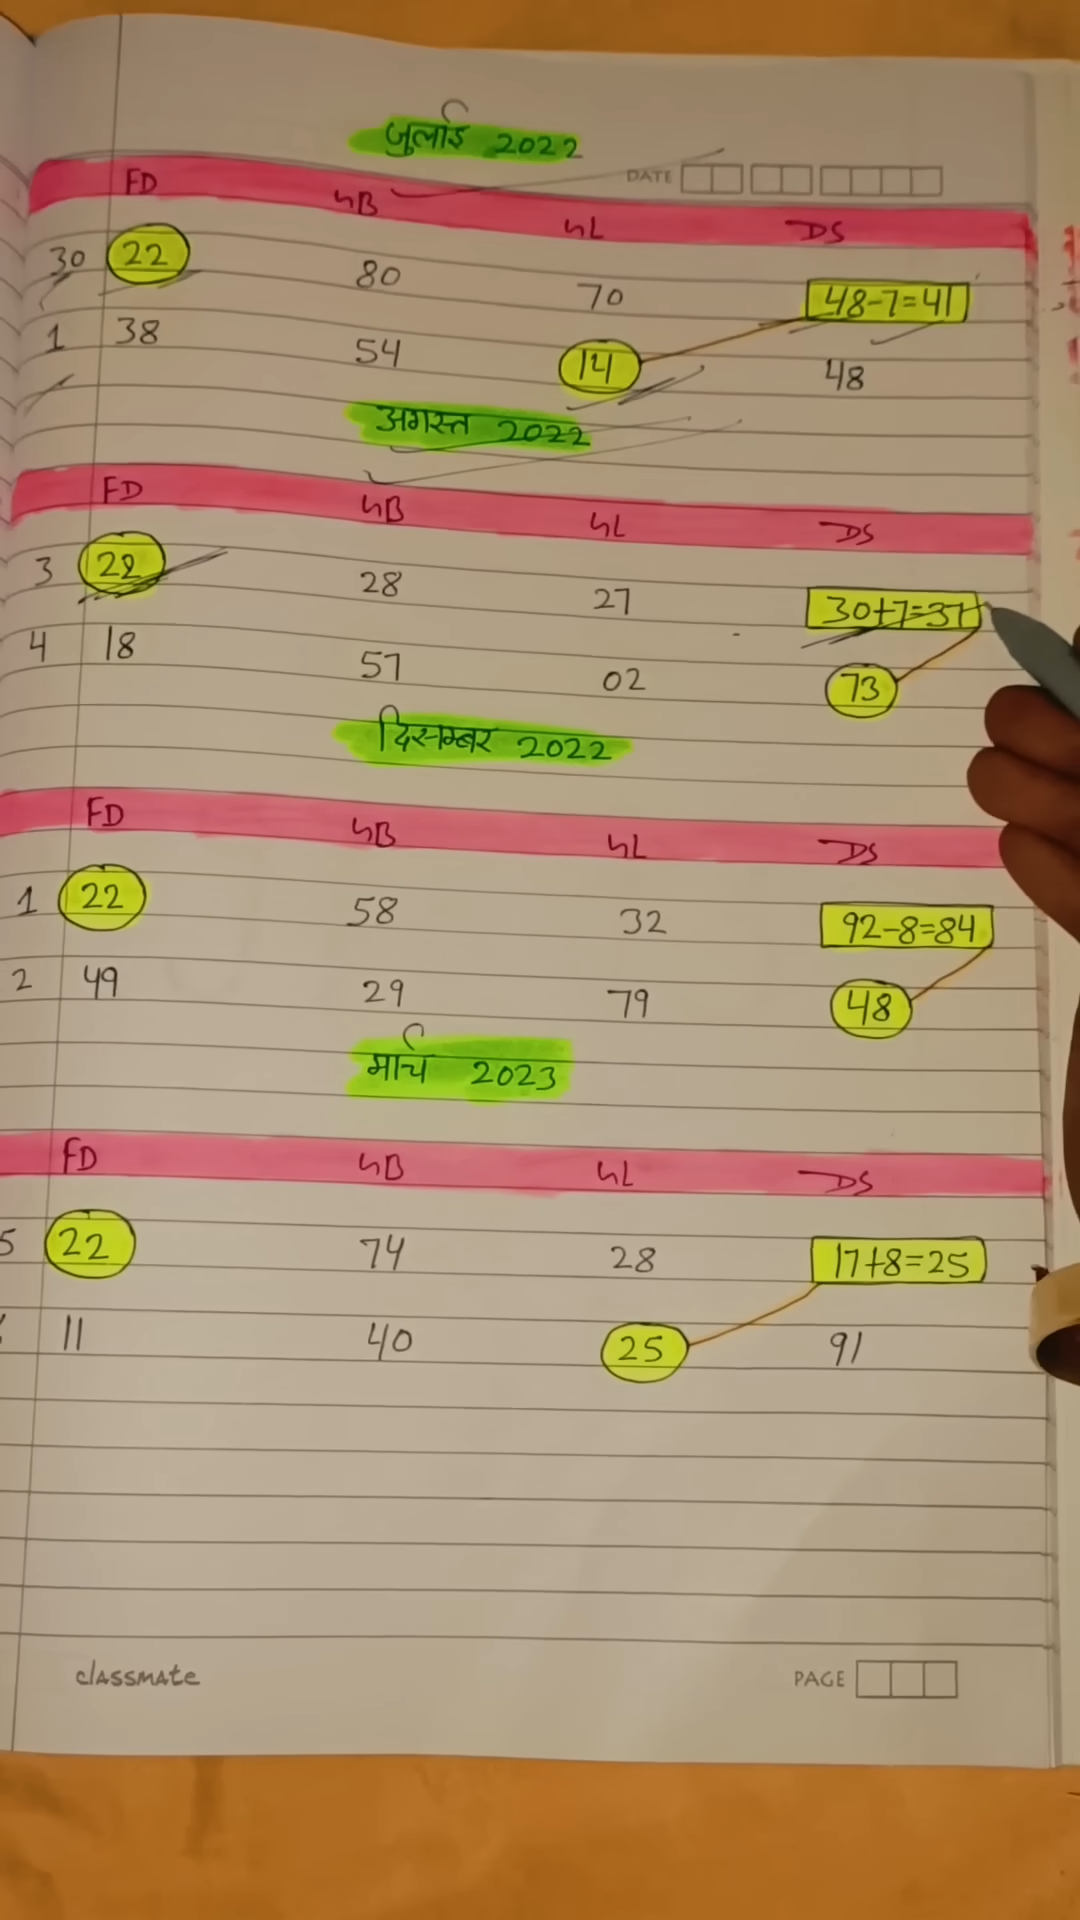 जुलाई 2022
DATE
FD GB GL DS
30 22 80 70 48-7=41
1 38 54 14 48
अगस्त 2022
FD GB GL DS
3 22 28 27 30+7=37
4 18 57 02 73
दिसम्बर 2022
FD GB GL DS
1 22 58 32 92-8=84
2 49 29 79 48
मार्च 2023
FD GB GL DS
5 22 74 28 17+8=25
11 40 25 91
classmate PAGE